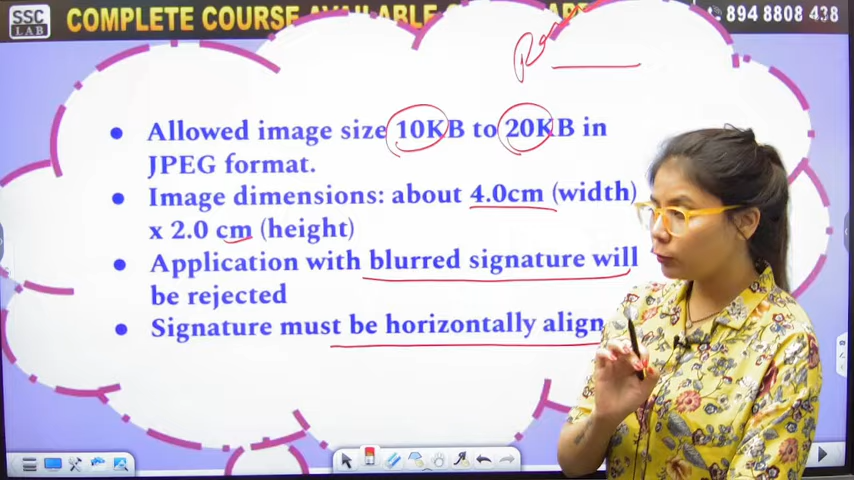 SSC
LAB
COMPLETE COURSE AVAILABLE
894 8808 438
Allowed image size 10KB to 20KB in
JPEG format.
Image dimensions: about 4.0cm (width)
x 2.0 cm (height)
Application with blurred signature will
be rejected
Signature must be horizontally align